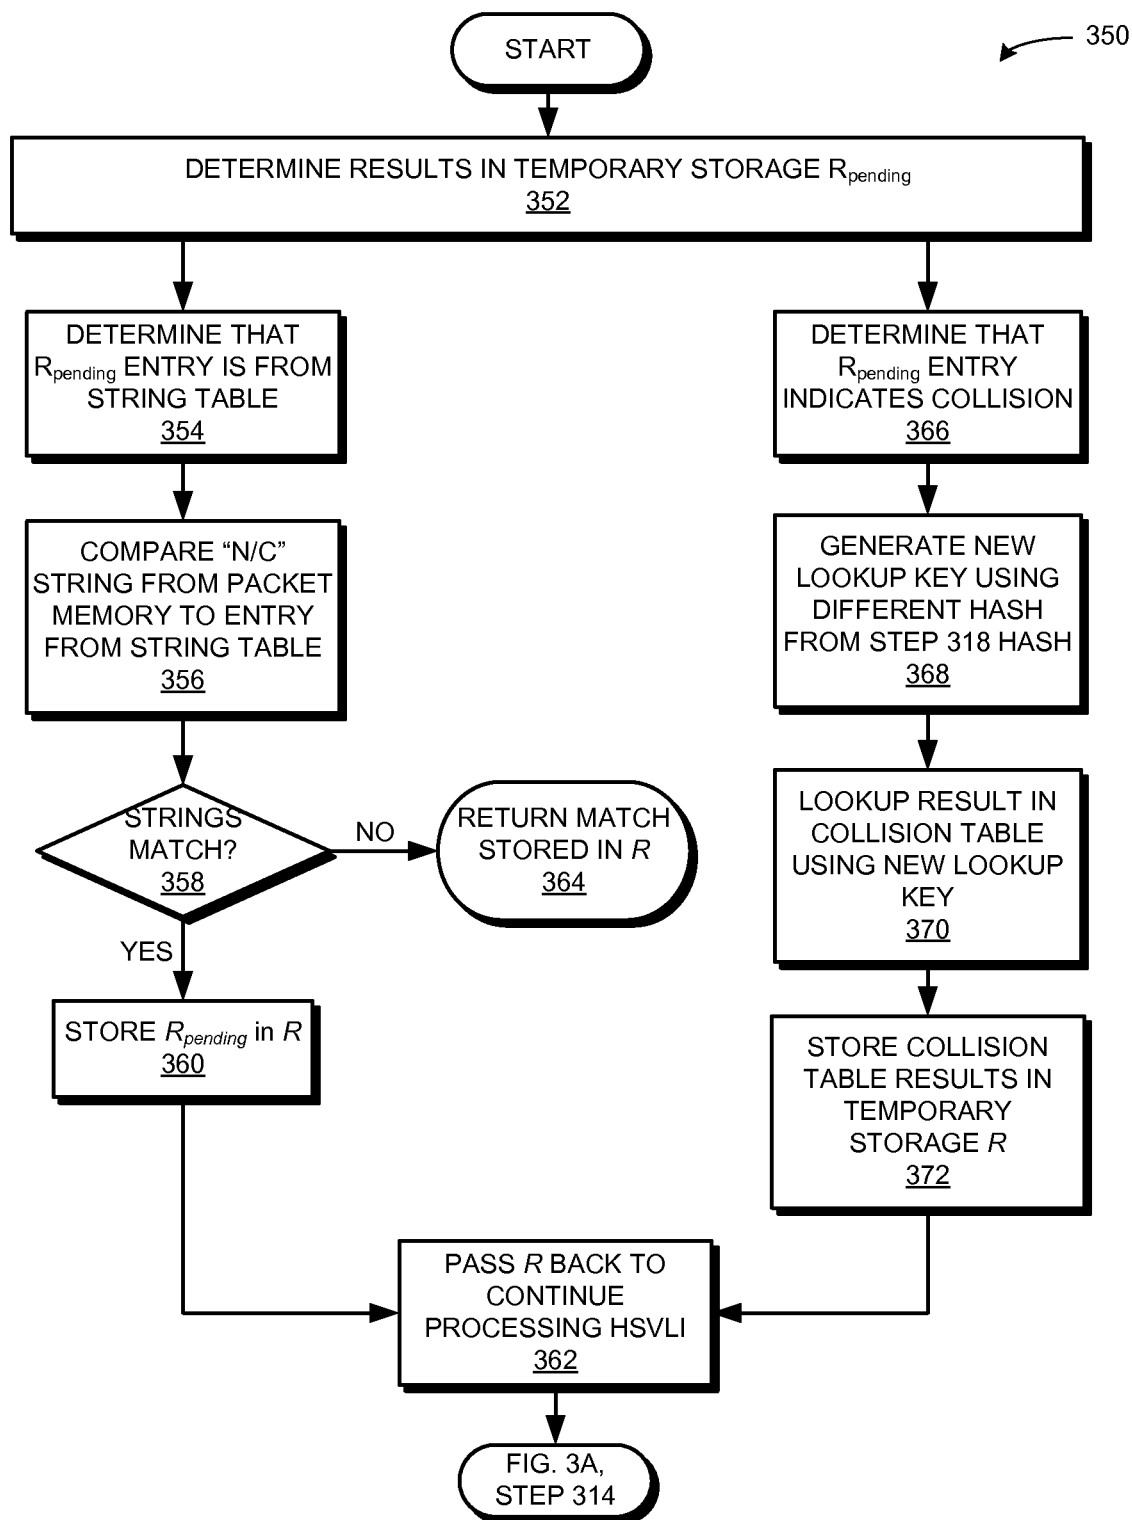 START
350
DETERMINE RESULTS IN TEMPORARY STORAGE Rpending
352
DETERMINE THAT
Rpending ENTRY IS FROM
STRING TABLE
354
COMPARE “N/C”
STRING FROM PACKET
MEMORY TO ENTRY
FROM STRING TABLE
356
STRINGS
MATCH?
358
NO
YES
RETURN MATCH
STORED IN R
364
STORE Rpending in R
360
DETERMINE THAT
Rpending ENTRY
INDICATES COLLISION
366
GENERATE NEW
LOOKUP KEY USING
DIFFERENT HASH
FROM STEP 318 HASH
368
LOOKUP RESULT IN
COLLISION TABLE
USING NEW LOOKUP
KEY
370
STORE COLLISION
TABLE RESULTS IN
TEMPORARY
STORAGE R
372
PASS R BACK TO
CONTINUE
PROCESSING HSVLI
362
FIG. 3A,
STEP 314